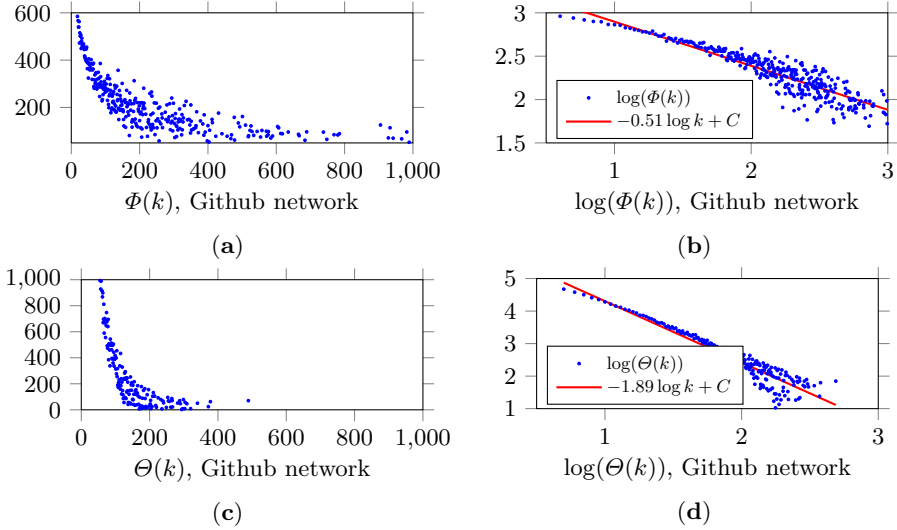 600
400
200
0 200 400 600 800 1,000
Φ(k), Github network
(a)
3
2.5
2
1.5
log(Φ(k))
−0.51 log k + C
1 2 3
log(Φ(k)), Github network
(b)
1,000
800
600
400
200
0
0 200 400 600 800 1,000
Θ(k), Github network
(c)
5
4
3
2
1
log(Θ(k))
−1.89 log k + C
1 2 3
log(Θ(k)), Github network
(d)